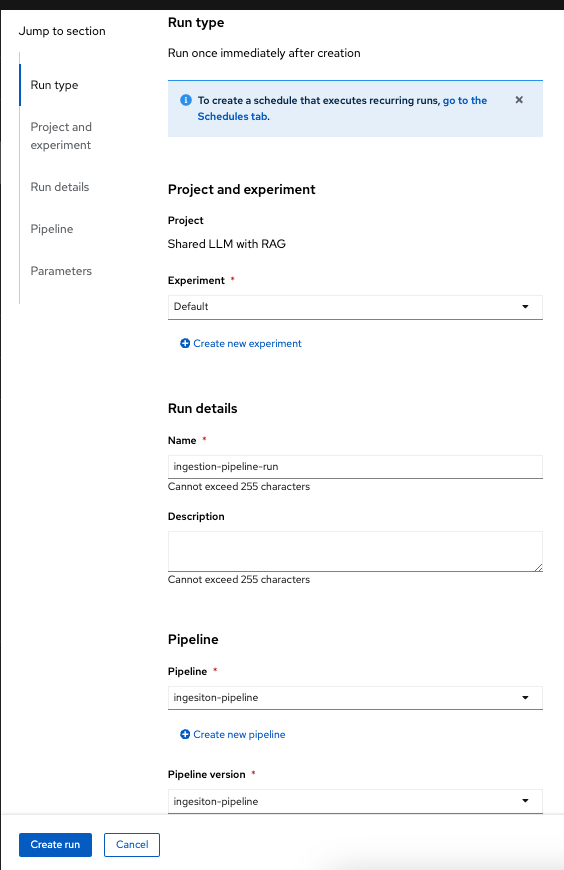 Jump to section
Run type
Project and
experiment
Run details
Pipeline
Parameters
Run type
Run once immediately after creation
To create a schedule that executes recurring runs, go to the
Schedules tab.
Project and experiment
Project
Shared LLM with RAG
Experiment *
Default
Create new experiment
Run details
Name *
ingestion-pipeline-run
Cannot exceed 255 characters
Description
Cannot exceed 255 characters
Pipeline
Pipeline *
ingesiton-pipeline
Create new pipeline
Pipeline version *
ingesiton-pipeline
Create run
Cancel